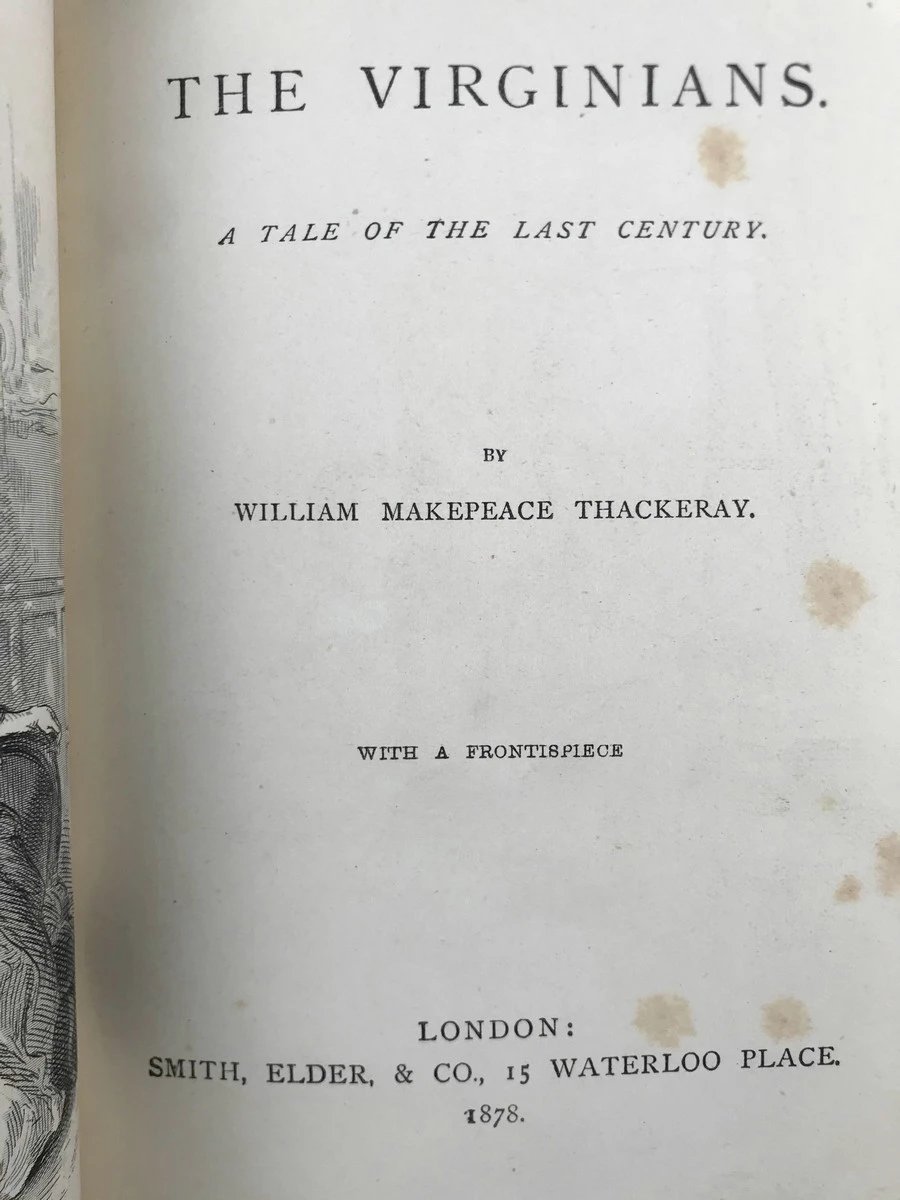 THE VIRGINIANS.
A TALE OF THE LAST CENTURY.
BY
WILLIAM MAKEPEACE THACKERAY.
WITH A FRONTISPIECE
LONDON:
SMITH, ELDER, & CO., 15 WATERLOO PLACE.
1878.